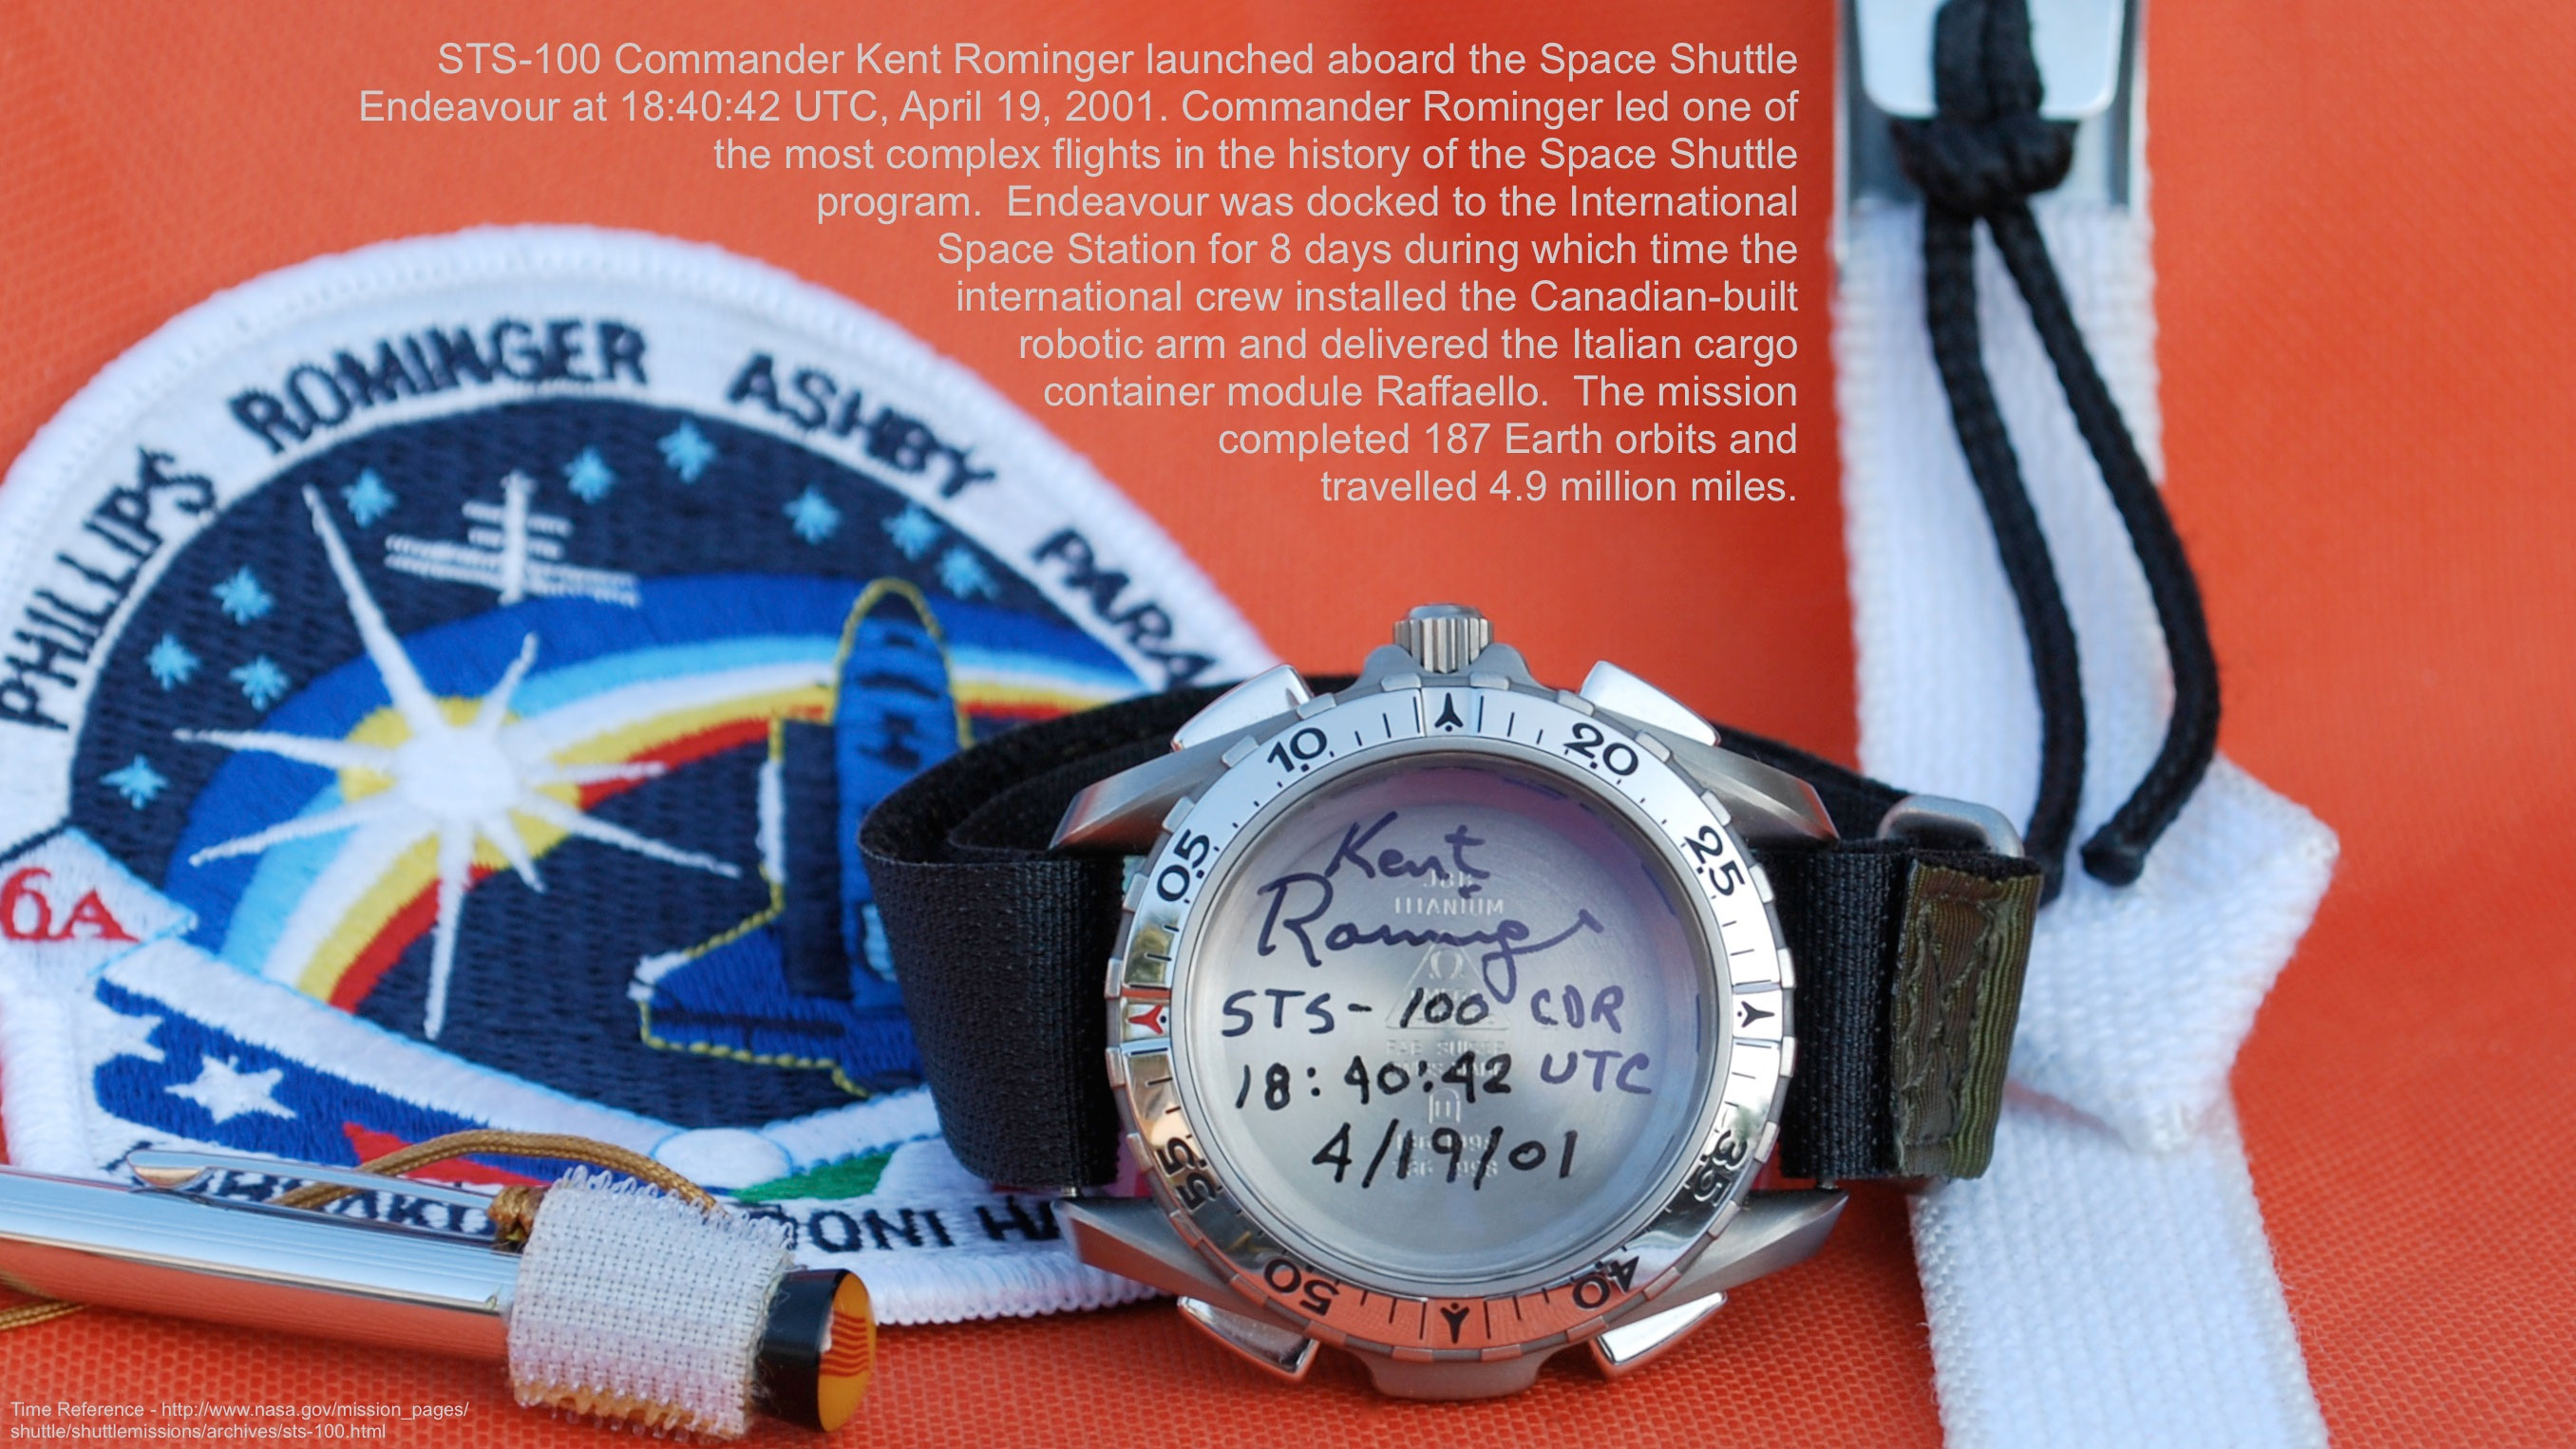 STS-100 Commander Kent Rominger launched aboard the Space Shuttle
Endeavour at 18:40:42 UTC, April 19, 2001. Commander Rominger led one of
the most complex flights in the history of the Space Shuttle
program.  Endeavour was docked to the International
Space Station for 8 days during which time the
international crew installed the Canadian-built
robotic arm and delivered the Italian cargo
container module Raffaello.  The mission
completed 187 Earth orbits and
travelled 4.9 million miles.
PHILLIPS ROMINGER ASHBY PARA
6A
10
20
05
25
55
35
50
40
Kent
Rominger
TITANIUM
STS-100 CDR
18:40:42 UTC
4/19/01
Time Reference - http://www.nasa.gov/mission_pages/
shuttle/shuttlemissions/archives/sts-100.html